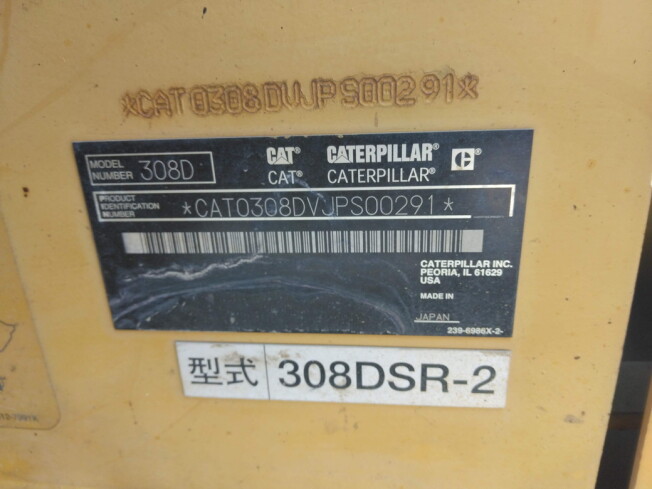 *CAT0308DVJPS00291*
MODEL NUMBER 308D
CAT® CATERPILLAR® C®
CAT® CATERPILLAR®
PRODUCT IDENTIFICATION NUMBER *CAT0308DVJPS00291*
CATERPILLAR INC.
PEORIA, IL 61629
USA
MADE IN
JAPAN
239-6986X-2-
型式 308DSR-2